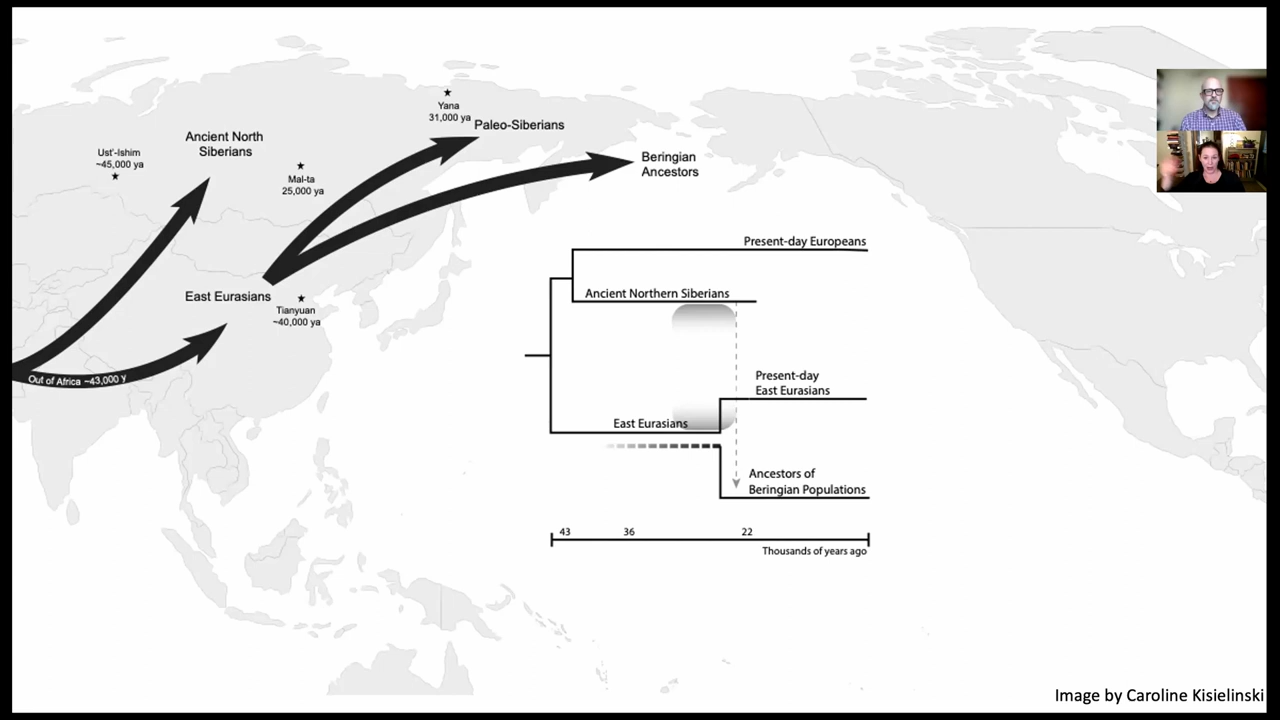 Yana
31,000 ya
Paleo-Siberians
Ancient North
Siberians
Ust'-Ishim
~45,000 ya
Mal-ta
25,000 ya
Beringian
Ancestors
East Eurasians
Tianyuan
~40,000 ya
Out of Africa ~43,000 y
Present-day Europeans
Ancient Northern Siberians
Present-day
East Eurasians
East Eurasians
Ancestors of
Beringian Populations
43 36 22
Thousands of years ago
Image by Caroline Kisielinski